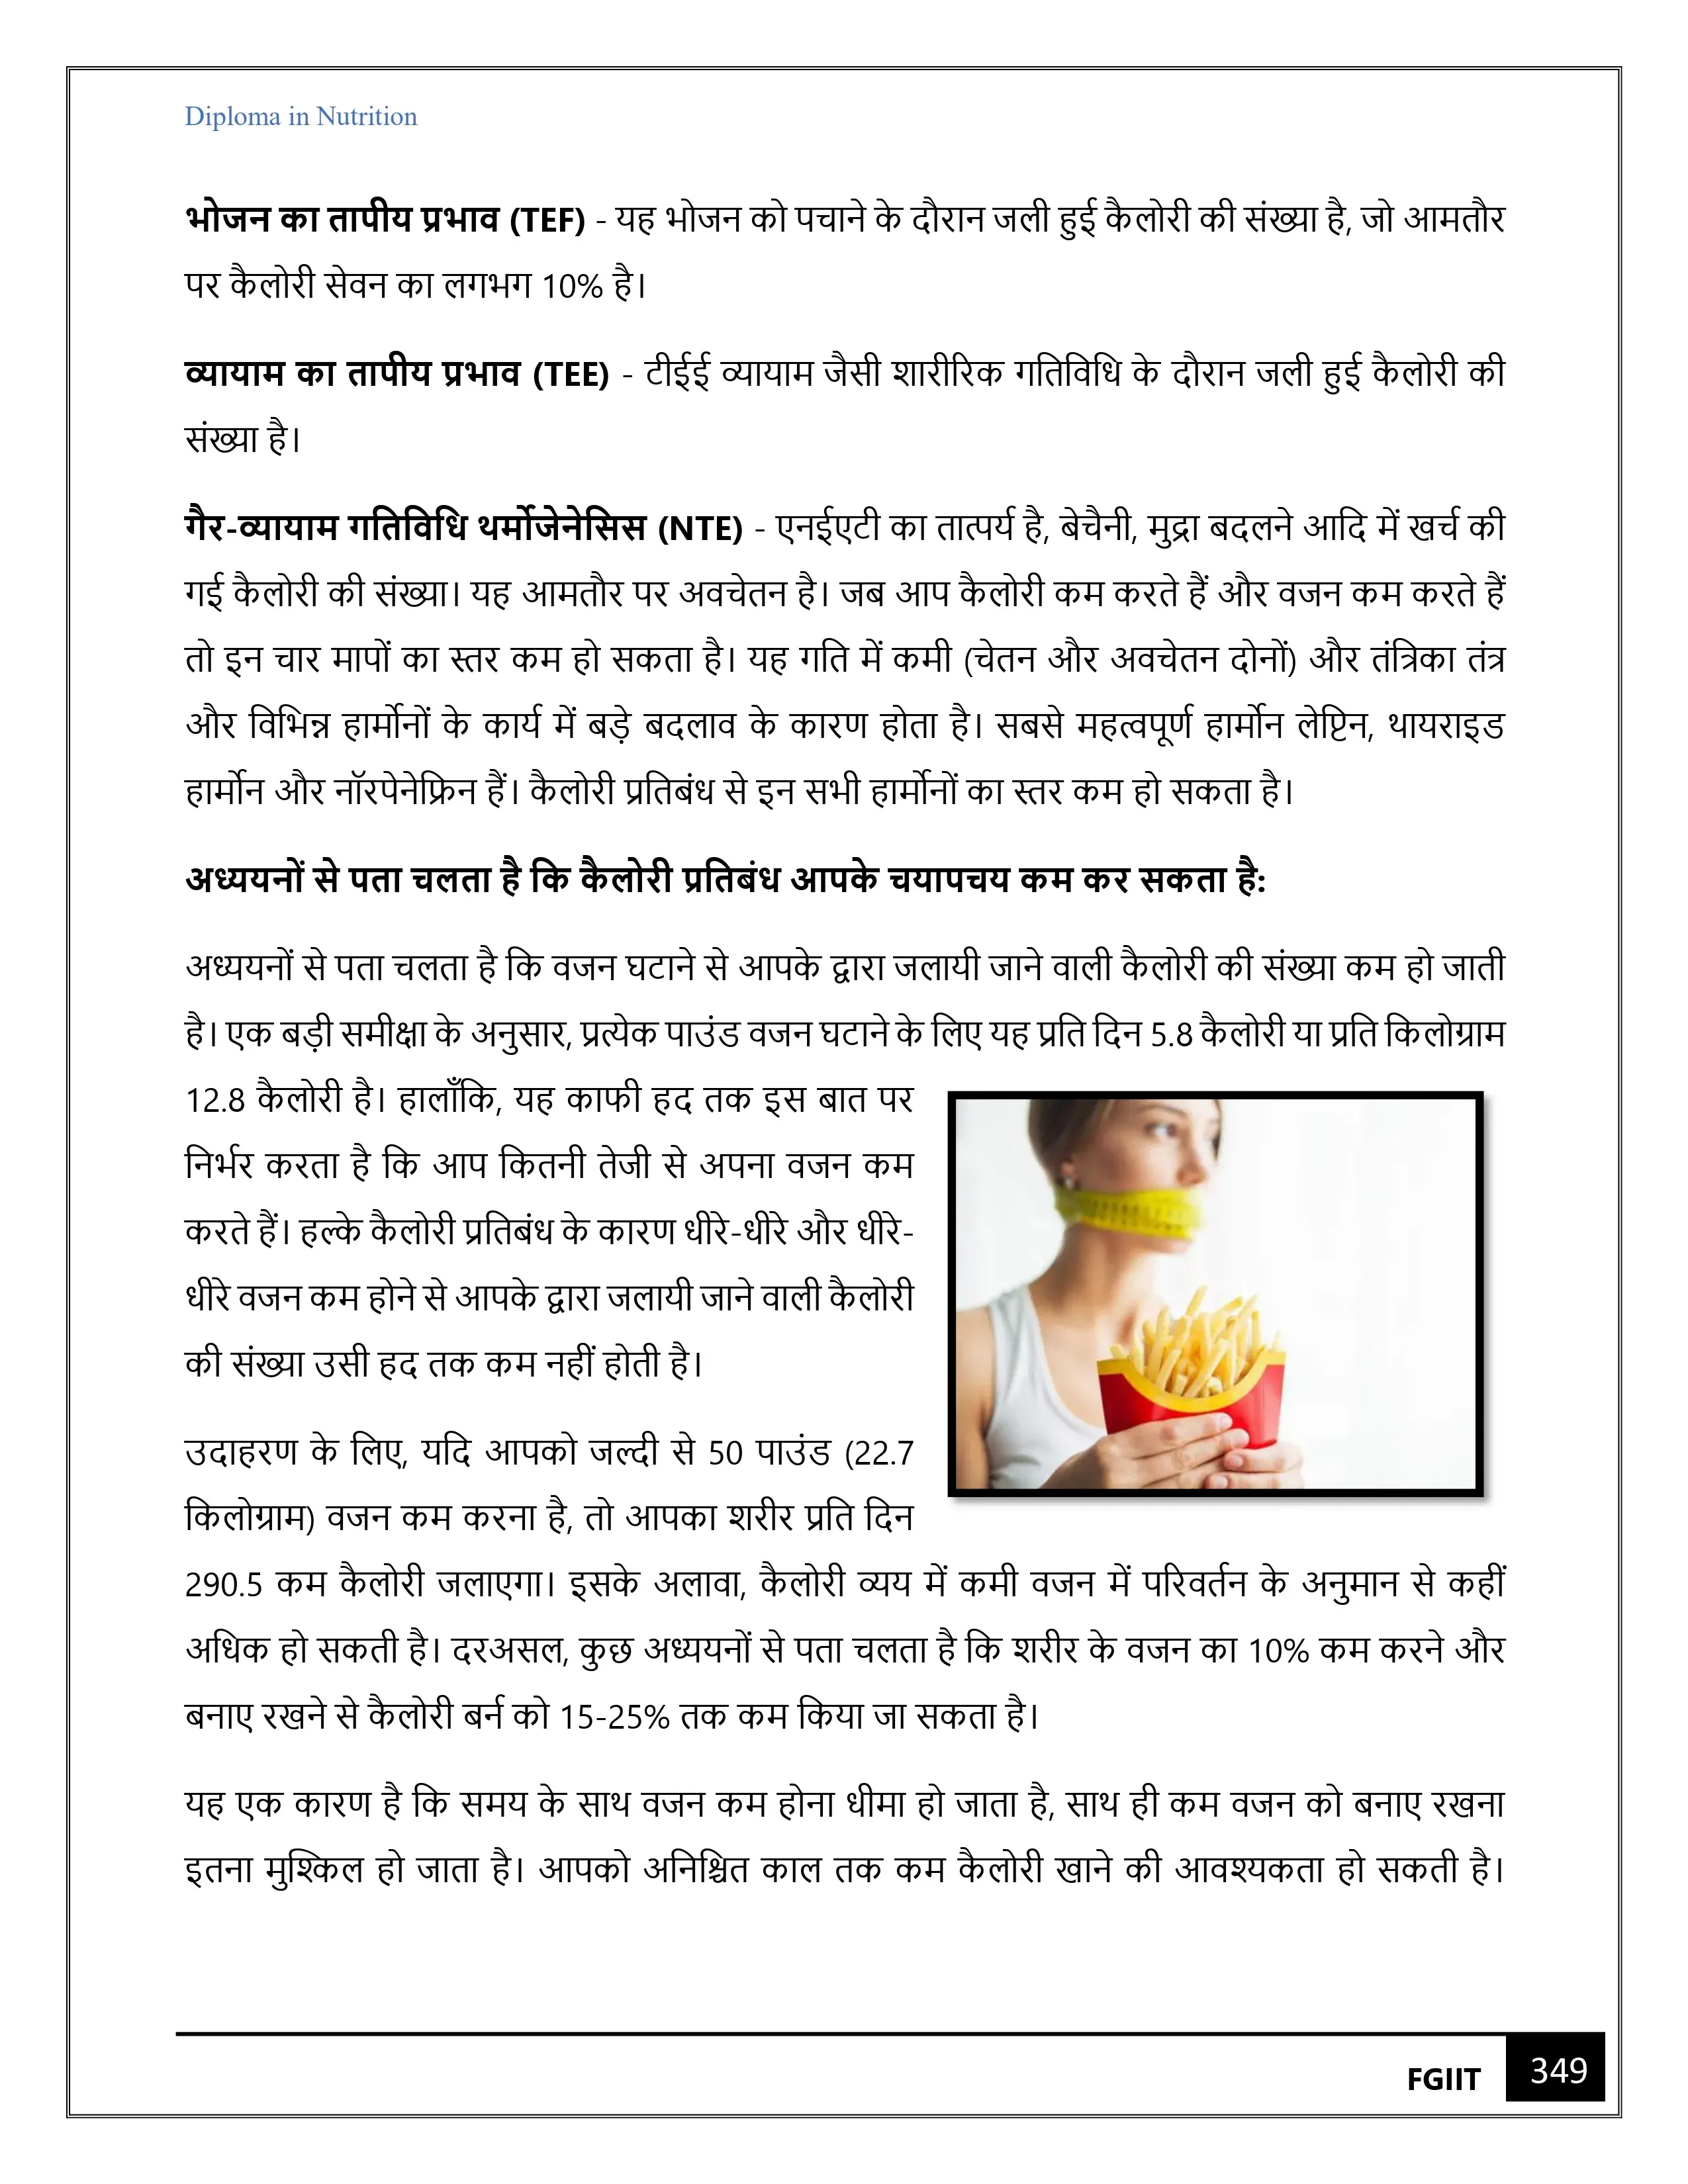 Diploma in Nutrition
भोजन का तापीय प्रभाव (TEF) - यह भोजन को पचाने के दौरान जली हुई कैलोरी की संख्या है, जो आमतौर
पर कैलोरी सेवन का लगभग 10% है।
व्यायाम का तापीय प्रभाव (TEE) - टीईई व्यायाम जैसी शारीरिक गतिविधि के दौरान जली हुई कैलोरी की
संख्या है।
गैर-व्यायाम गतिविधि थर्मोजेनेसिस (NTE) - एनईएटी का तात्पर्य है, बेचैनी, मुद्रा बदलने आदि में खर्च की
गई कैलोरी की संख्या। यह आमतौर पर अवचेतन है। जब आप कैलोरी कम करते हैं और वजन कम करते हैं
तो इन चार मापों का स्तर कम हो सकता है। यह गति में कमी (चेतन और अवचेतन दोनों) और तंत्रिका तंत्र
और विभिन्न हार्मोनों के कार्य में बड़े बदलाव के कारण होता है। सबसे महत्वपूर्ण हार्मोन लेप्टिन, थायराइड
हार्मोन और नॉरपेनेफ्रिन हैं। कैलोरी प्रतिबंध से इन सभी हार्मोनों का स्तर कम हो सकता है।
अध्ययनों से पता चलता है कि कैलोरी प्रतिबंध आपके चयापचय कम कर सकता है:
अध्ययनों से पता चलता है कि वजन घटाने से आपके द्वारा जलायी जाने वाली कैलोरी की संख्या कम हो जाती
है। एक बड़ी समीक्षा के अनुसार, प्रत्येक पाउंड वजन घटाने के लिए यह प्रति दिन 5.8 कैलोरी या प्रति किलोग्राम
12.8 कैलोरी है। हालाँकि, यह काफी हद तक इस बात पर
निर्भर करता है कि आप कितनी तेजी से अपना वजन कम
करते हैं। हल्के कैलोरी प्रतिबंध के कारण धीरे-धीरे और धीरे-
धीरे वजन कम होने से आपके द्वारा जलायी जाने वाली कैलोरी
की संख्या उसी हद तक कम नहीं होती है।
उदाहरण के लिए, यदि आपको जल्दी से 50 पाउंड (22.7
किलोग्राम) वजन कम करना है, तो आपका शरीर प्रति दिन
290.5 कम कैलोरी जलाएगा। इसके अलावा, कैलोरी व्यय में कमी वजन में परिवर्तन के अनुमान से कहीं
अधिक हो सकती है। दरअसल, कुछ अध्ययनों से पता चलता है कि शरीर के वजन का 10% कम करने और
बनाए रखने से कैलोरी बर्न को 15-25% तक कम किया जा सकता है।
यह एक कारण है कि समय के साथ वजन कम होना धीमा हो जाता है, साथ ही कम वजन को बनाए रखना
इतना मुश्किल हो जाता है। आपको अनिश्चित काल तक कम कैलोरी खाने की आवश्यकता हो सकती है।
FGIIT 349